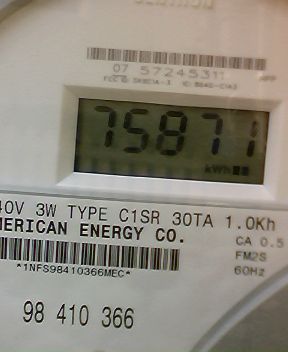 07 5724531
75871
kWh
40V 3W TYPE C1SR 30TA 1.0Kh
MERICAN ENERGY CO.
CA 0.5
*1NFS98410366MEC*
FM2S
60Hz
98 410 366